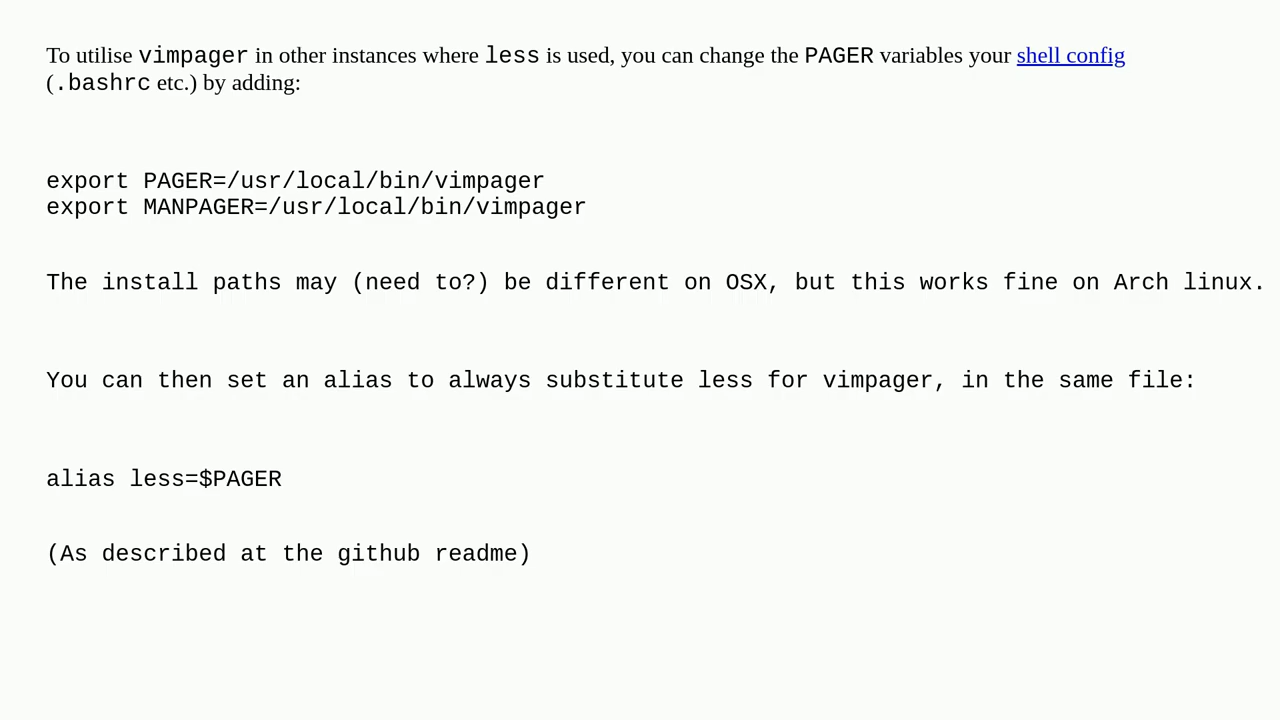 To utilise vimpager in other instances where less is used, you can change the PAGER variables your shell config
(.bashrc etc.) by adding:
export PAGER=/usr/local/bin/vimpager
export MANPAGER=/usr/local/bin/vimpager
The install paths may (need to?) be different on OSX, but this works fine on Arch linux.
You can then set an alias to always substitute less for vimpager, in the same file:
alias less=$PAGER
(As described at the github readme)